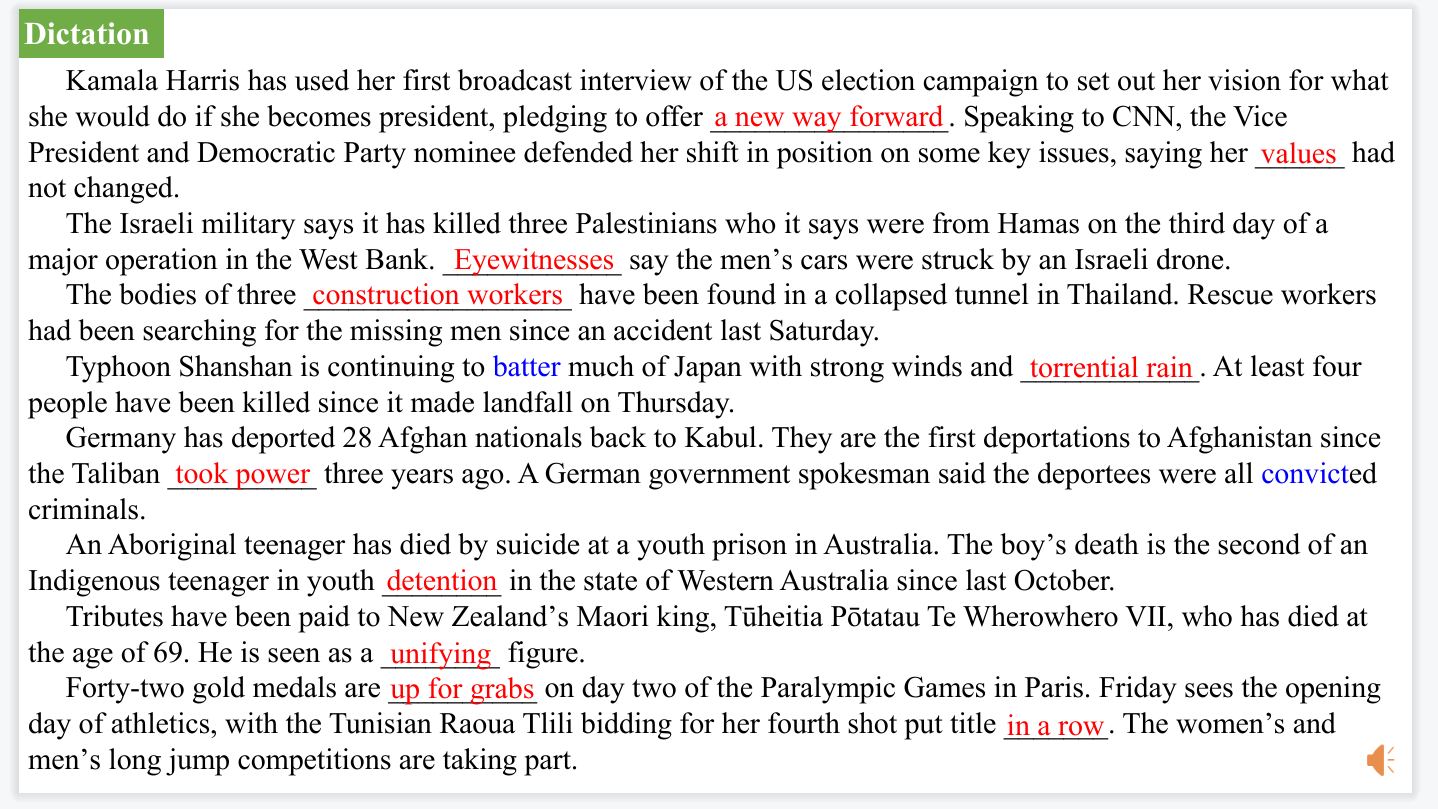 Dictation
Kamala Harris has used her first broadcast interview of the US election campaign to set out her vision for what
she would do if she becomes president, pledging to offer a new way forward. Speaking to CNN, the Vice
President and Democratic Party nominee defended her shift in position on some key issues, saying her values had
not changed.
The Israeli military says it has killed three Palestinians who it says were from Hamas on the third day of a
major operation in the West Bank. Eyewitnesses say the men’s cars were struck by an Israeli drone.
The bodies of three construction workers have been found in a collapsed tunnel in Thailand. Rescue workers
had been searching for the missing men since an accident last Saturday.
Typhoon Shanshan is continuing to batter much of Japan with strong winds and torrential rain. At least four
people have been killed since it made landfall on Thursday.
Germany has deported 28 Afghan nationals back to Kabul. They are the first deportations to Afghanistan since
the Taliban took power three years ago. A German government spokesman said the deportees were all convicted
criminals.
An Aboriginal teenager has died by suicide at a youth prison in Australia. The boy’s death is the second of an
Indigenous teenager in youth detention in the state of Western Australia since last October.
Tributes have been paid to New Zealand’s Maori king, Tūheitia Pōtatau Te Wherowhero VII, who has died at
the age of 69. He is seen as a unifying figure.
Forty-two gold medals are up for grabs on day two of the Paralympic Games in Paris. Friday sees the opening
day of athletics, with the Tunisian Raoua Tlili bidding for her fourth shot put title in a row. The women’s and
men’s long jump competitions are taking part.